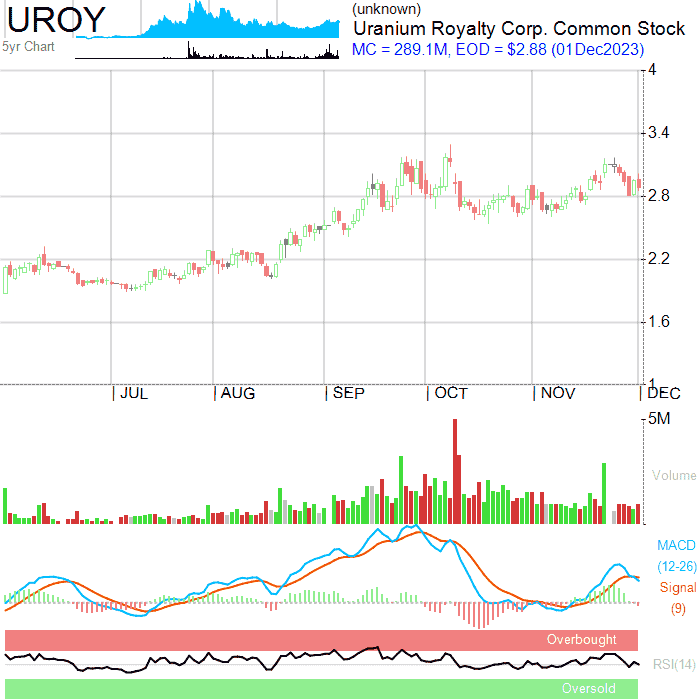 UROY
5yr Chart
(unknown)
Uranium Royalty Corp. Common Stock
MC = 289.1M, EOD = $2.88 (01Dec2023)
4
3.4
2.8
2.2
1.6
1
JUL AUG SEP OCT NOV DEC
5M
Volume
MACD
(12-26)
Signal
(9)
Overbought
RSI(14)
Oversold